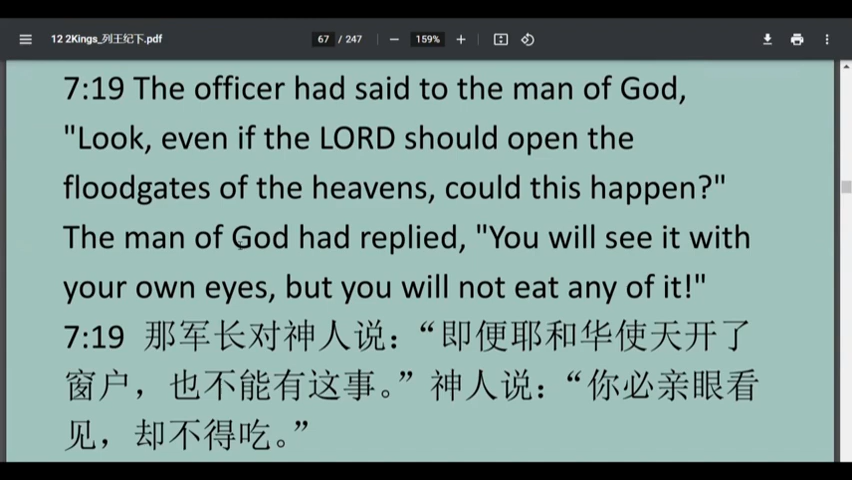 12 2Kings_列王纪下.pdf
67 / 247
159%
7:19 The officer had said to the man of God,
"Look, even if the LORD should open the
floodgates of the heavens, could this happen?"
The man of God had replied, "You will see it with
your own eyes, but you will not eat any of it!"
7:19 那军长对神人说：“即便耶和华使天开了
窗户，也不能有这事。”神人说：“你必亲眼看
见，却不得吃。”